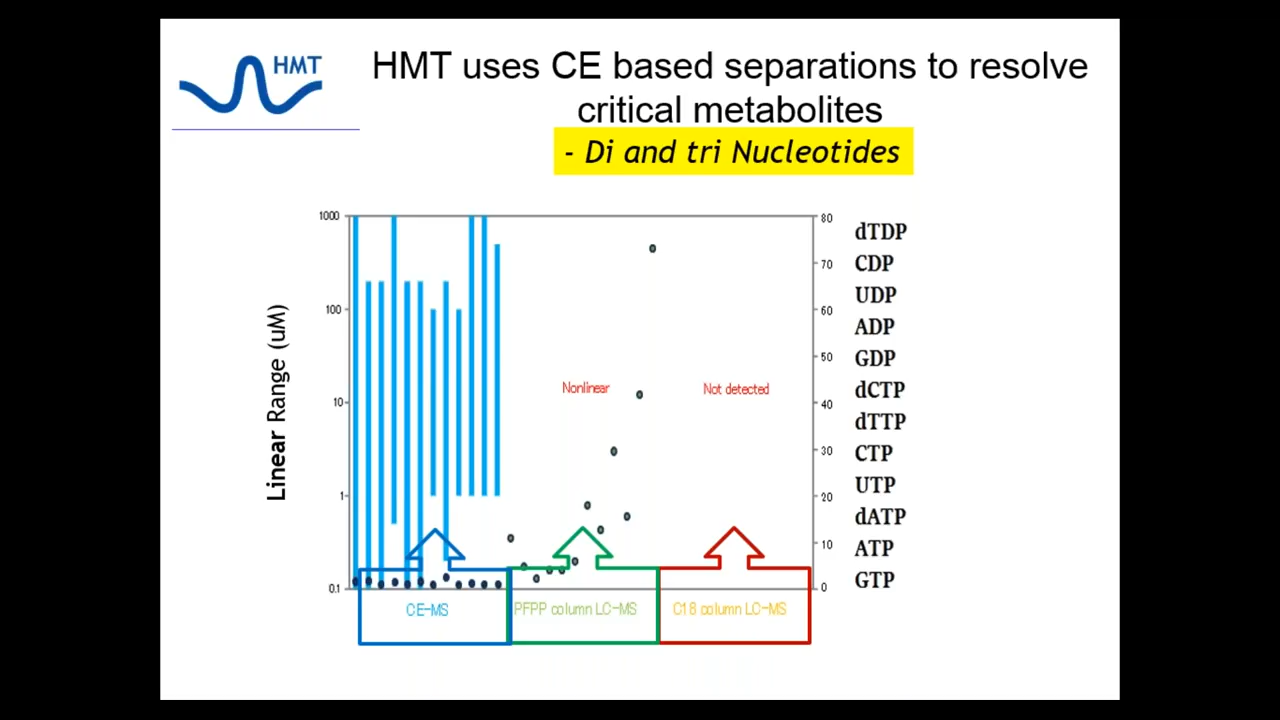 HMT
HMT uses CE based separations to resolve
critical metabolites
- Di and tri Nucleotides
Linear Range (uM)
1000
100
10
1
0.1
80
70
60
50
40
30
20
10
0
Nonlinear
Not detected
CE-MS
PFPP column LC-MS
C18 column LC-MS
dTDP
CDP
UDP
ADP
GDP
dCTP
dTTP
CTP
UTP
dATP
ATP
GTP